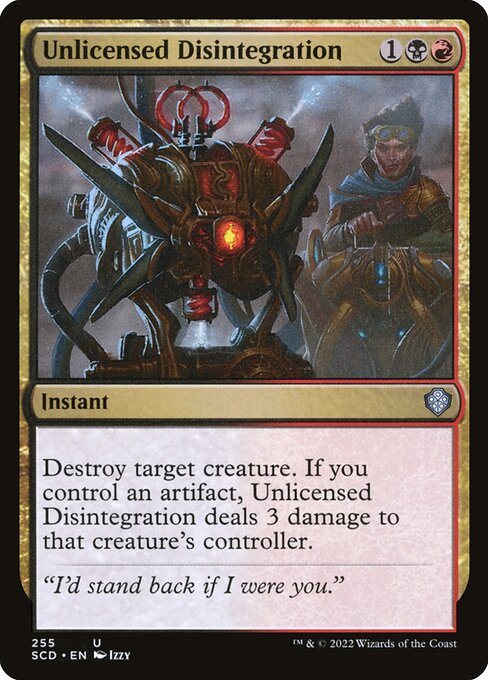 Unlicensed Disintegration 1
Instant
Destroy target creature. If you
control an artifact, Unlicensed
Disintegration deals 3 damage to
that creature's controller.
"I'd stand back if I were you."
255 U
SCD • EN Izzy
™ & © 2022 Wizards of the Coast